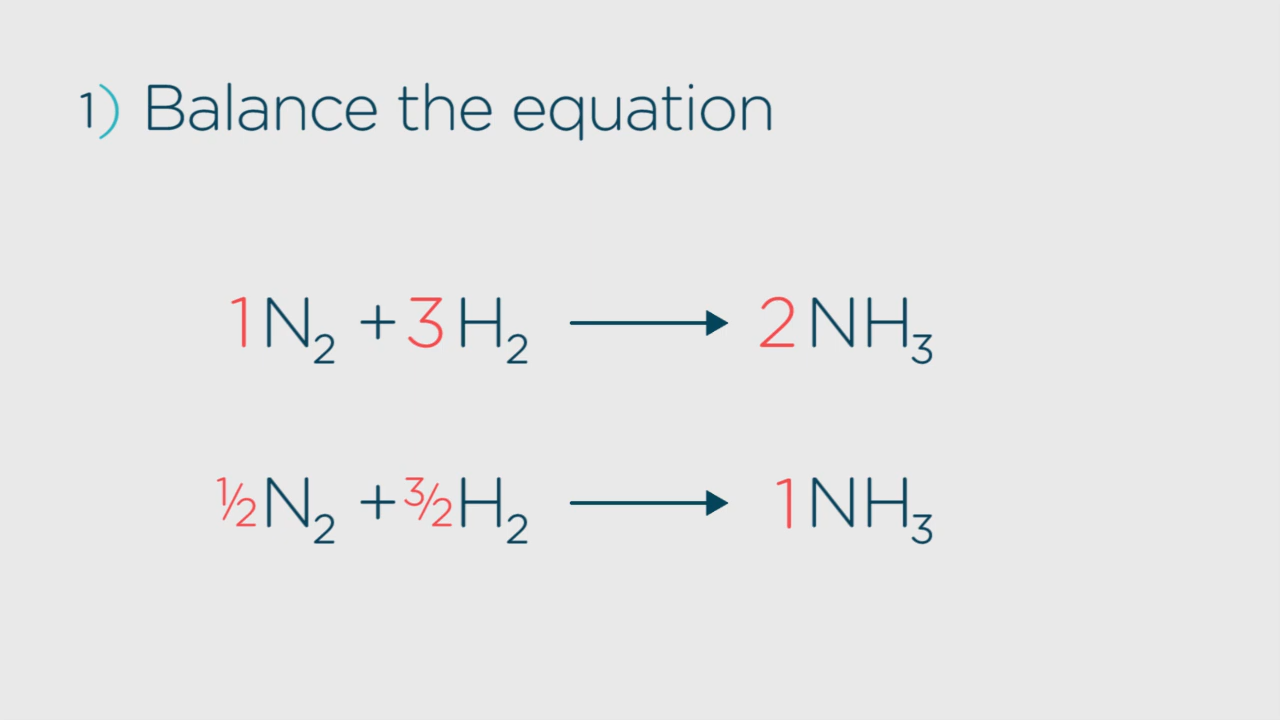 1) Balance the equation
1N₂ + 3H₂ ⟶ 2NH₃
½N₂ + 3⁄2H₂ ⟶ 1NH₃